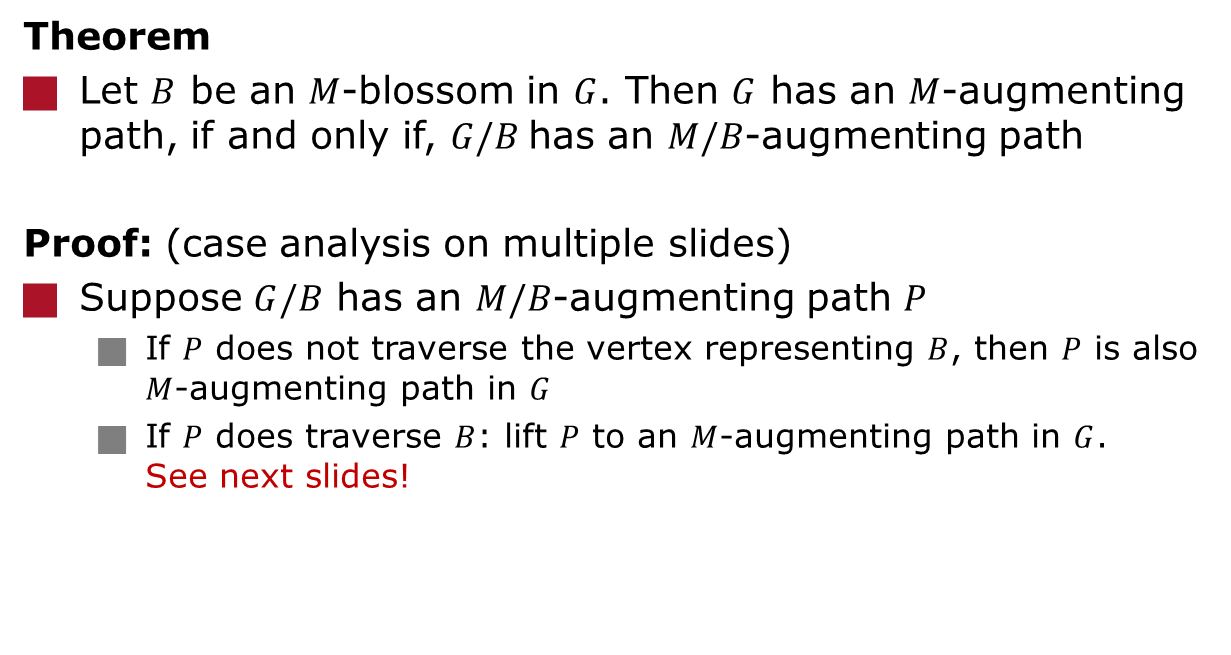 Theorem
Let B be an M-blossom in G. Then G has an M-augmenting
path, if and only if, G/B has an M/B-augmenting path
Proof: (case analysis on multiple slides)
Suppose G/B has an M/B-augmenting path P
If P does not traverse the vertex representing B, then P is also
M-augmenting path in G
If P does traverse B: lift P to an M-augmenting path in G.
See next slides!